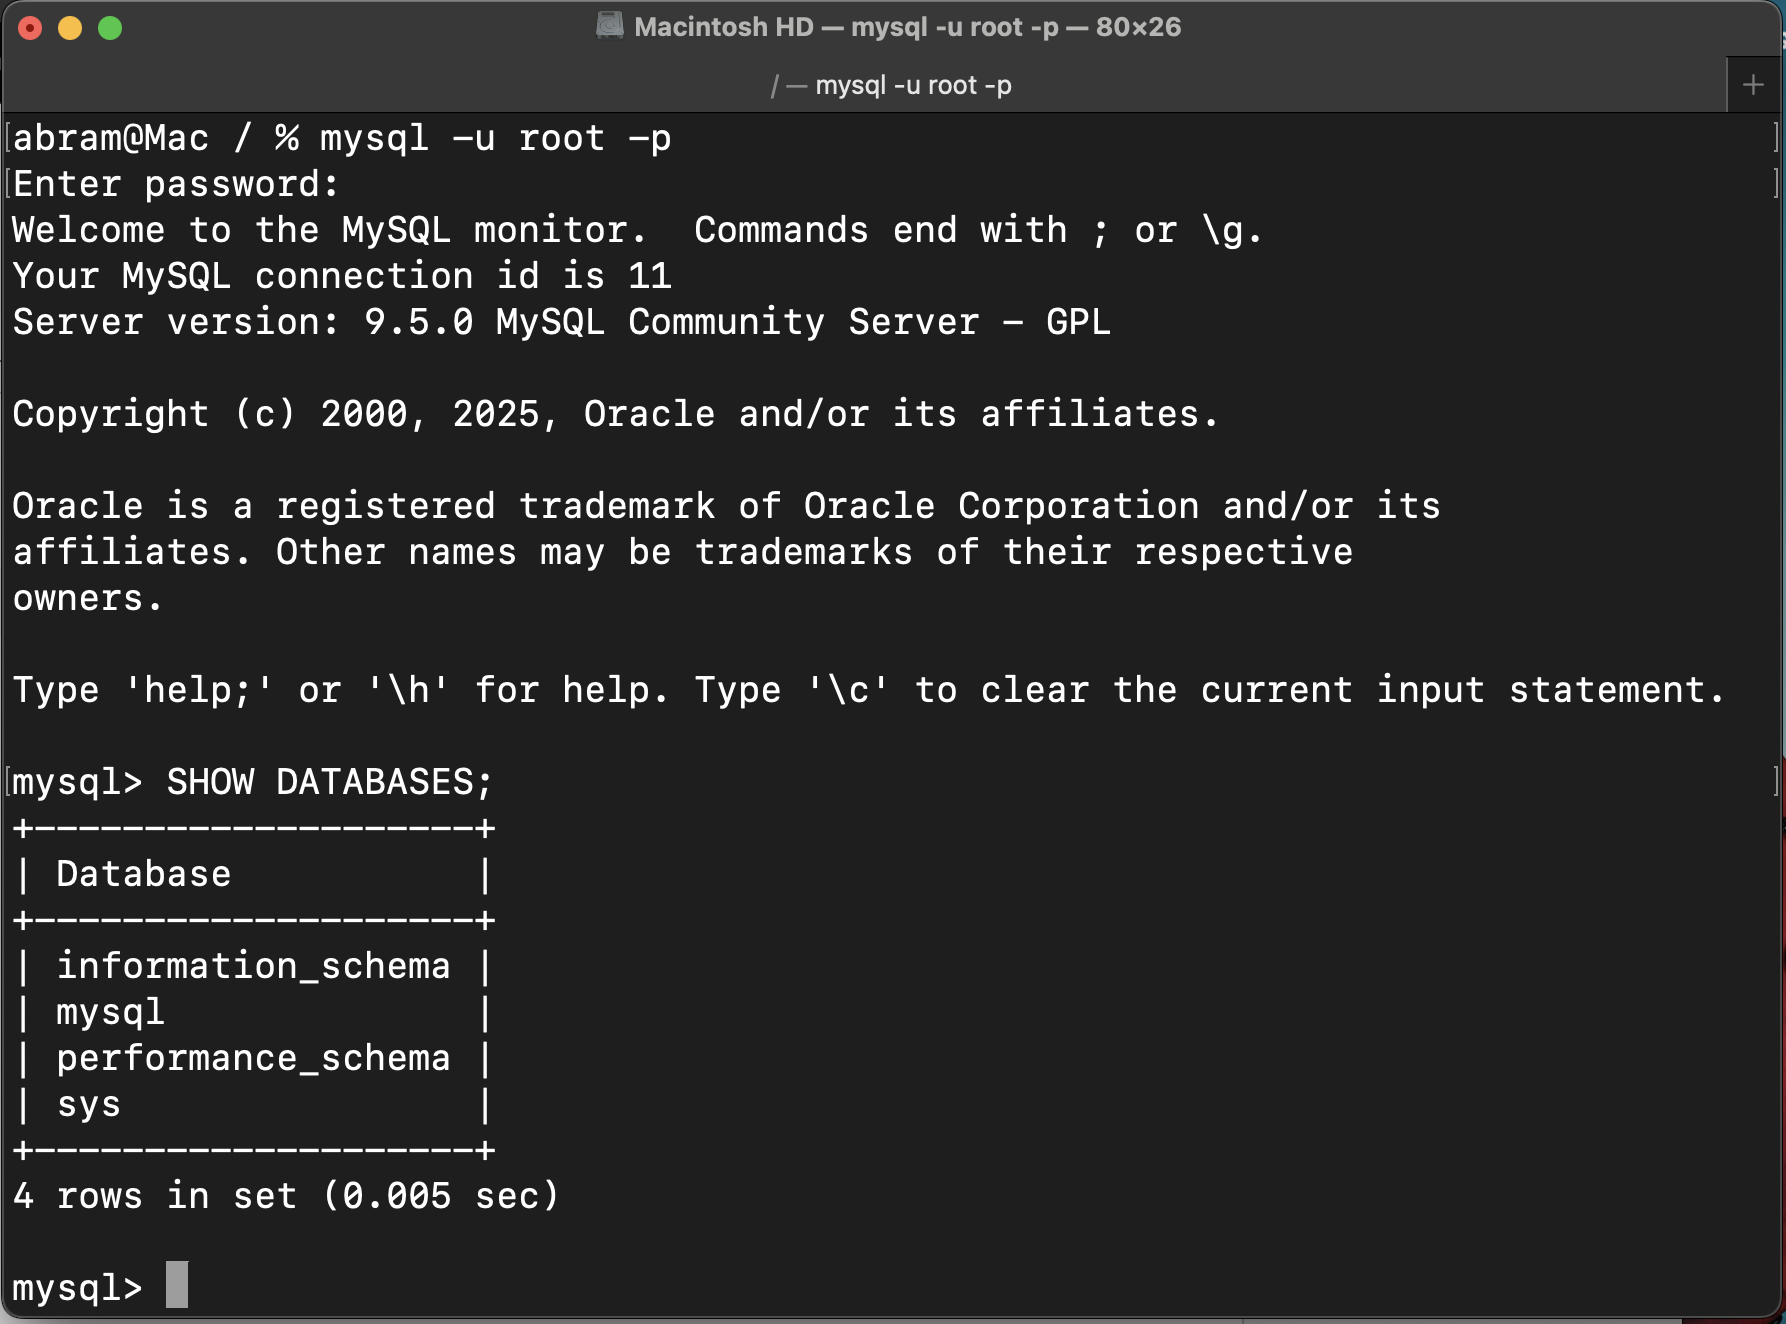 Macintosh HD — mysql -u root -p — 80×26
/ — mysql -u root -p +
[abram@Mac / % mysql -u root -p ]
[Enter password: ]
Welcome to the MySQL monitor.  Commands end with ; or \g.
Your MySQL connection id is 11
Server version: 9.5.0 MySQL Community Server - GPL

Copyright (c) 2000, 2025, Oracle and/or its affiliates.

Oracle is a registered trademark of Oracle Corporation and/or its
affiliates. Other names may be trademarks of their respective
owners.

Type 'help;' or '\h' for help. Type '\c' to clear the current input statement.

[mysql> SHOW DATABASES; ]
+--------------------+
| Database           |
+--------------------+
| information_schema |
| mysql              |
| performance_schema |
| sys                |
+--------------------+
4 rows in set (0.005 sec)

mysql>